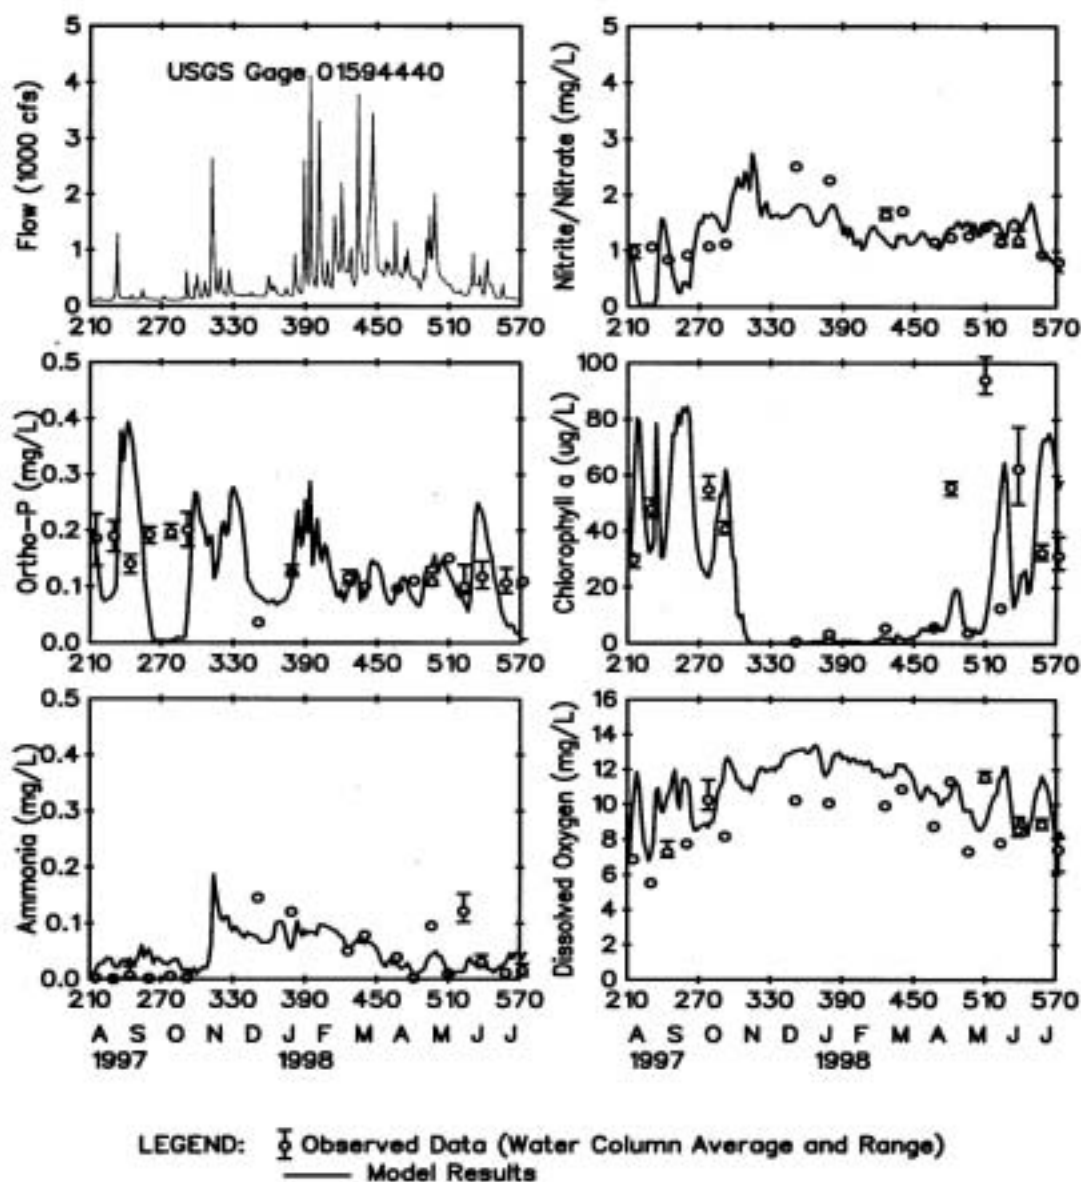 USGS Gage 01594440
Flow (1000 cfs)
5
4
3
2
1
0
210 270 330 390 450 510 570
Nitrite/Nitrate (mg/L)
5
4
3
2
1
0
210 270 330 390 450 510 570
Ortho-P (mg/L)
0.5
0.4
0.3
0.2
0.1
0.0
210 270 330 390 450 510 570
Chlorophyll a (ug/L)
100
80
60
40
20
0
210 270 330 390 450 510 570
Ammonia (mg/L)
0.5
0.4
0.3
0.2
0.1
0.0
210 270 330 390 450 510 570
A S O N D J F M A M J J
1997 1998
Dissolved Oxygen (mg/L)
16
14
12
10
8
6
4
2
0
210 270 330 390 450 510 570
A S O N D J F M A M J J
1997 1998
LEGEND: Observed Data (Water Column Average and Range)
Model Results